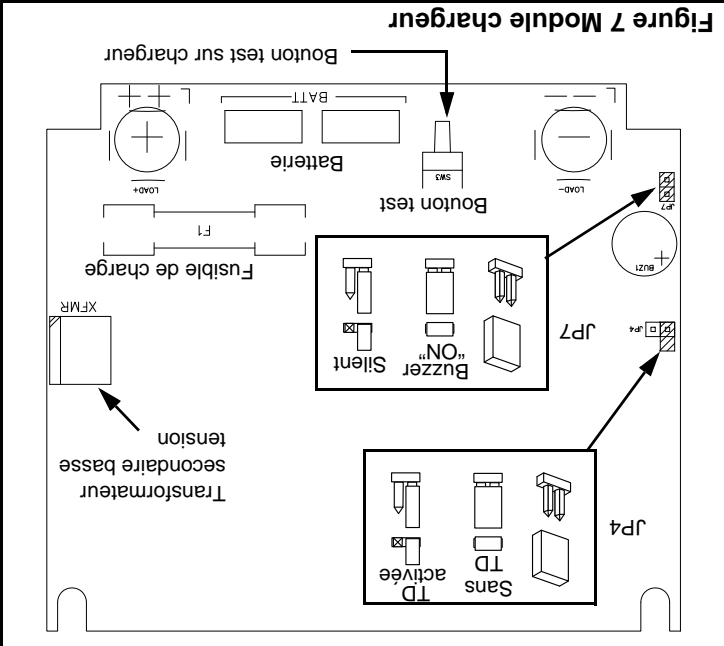 JP4
Sans
TD
TD
activée
Transformateur
secondaire basse
tension
JP4
JP7
Buzzer
"ON"
Silent
XFMR
BUZ1
+
Fusible de charge
F1
JP7
LOAD-
Bouton test
SW3
Batterie
LOAD+
−
+
BATT
Bouton test sur chargeur
Figure 7 Module chargeur